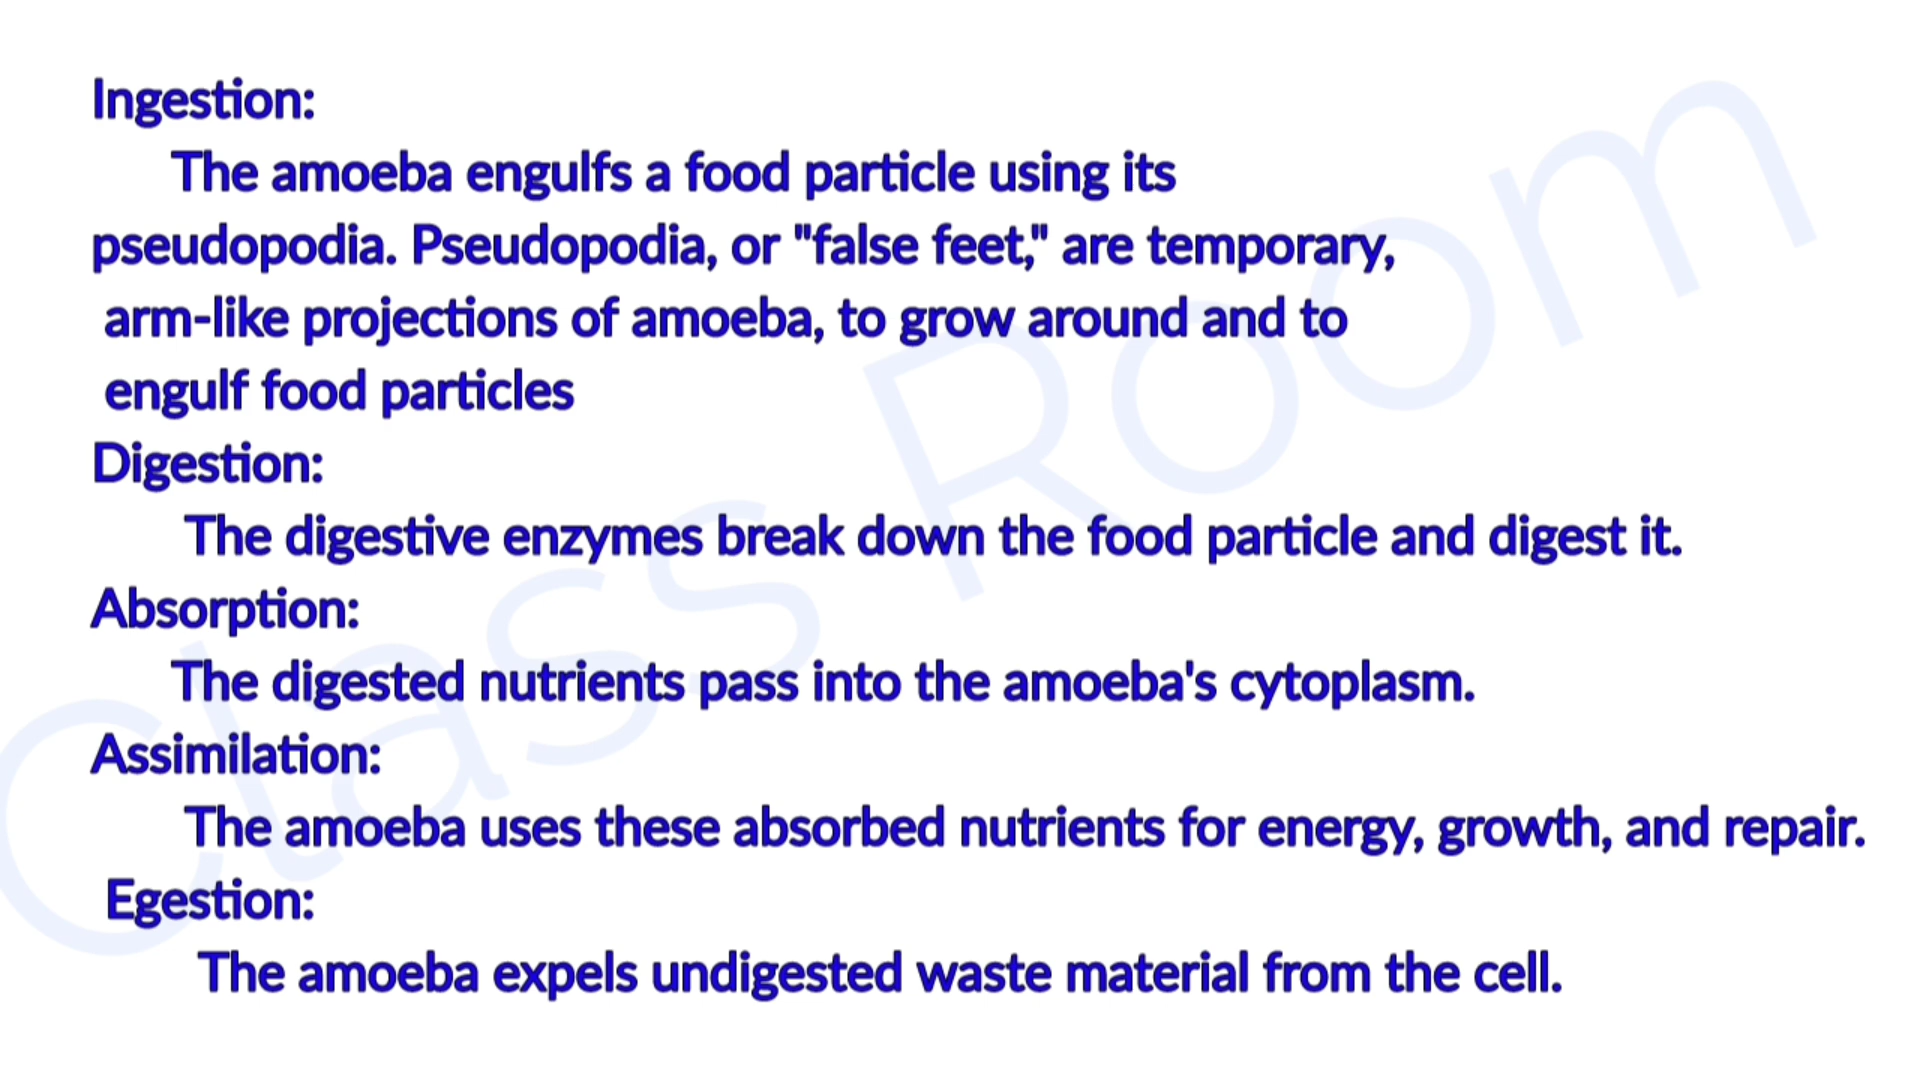 Ingestion:
The amoeba engulfs a food particle using its
pseudopodia. Pseudopodia, or "false feet," are temporary,
arm-like projections of amoeba, to grow around and to
engulf food particles
Digestion:
The digestive enzymes break down the food particle and digest it.
Absorption:
The digested nutrients pass into the amoeba's cytoplasm.
Assimilation:
The amoeba uses these absorbed nutrients for energy, growth, and repair.
Egestion:
The amoeba expels undigested waste material from the cell.
Class Room